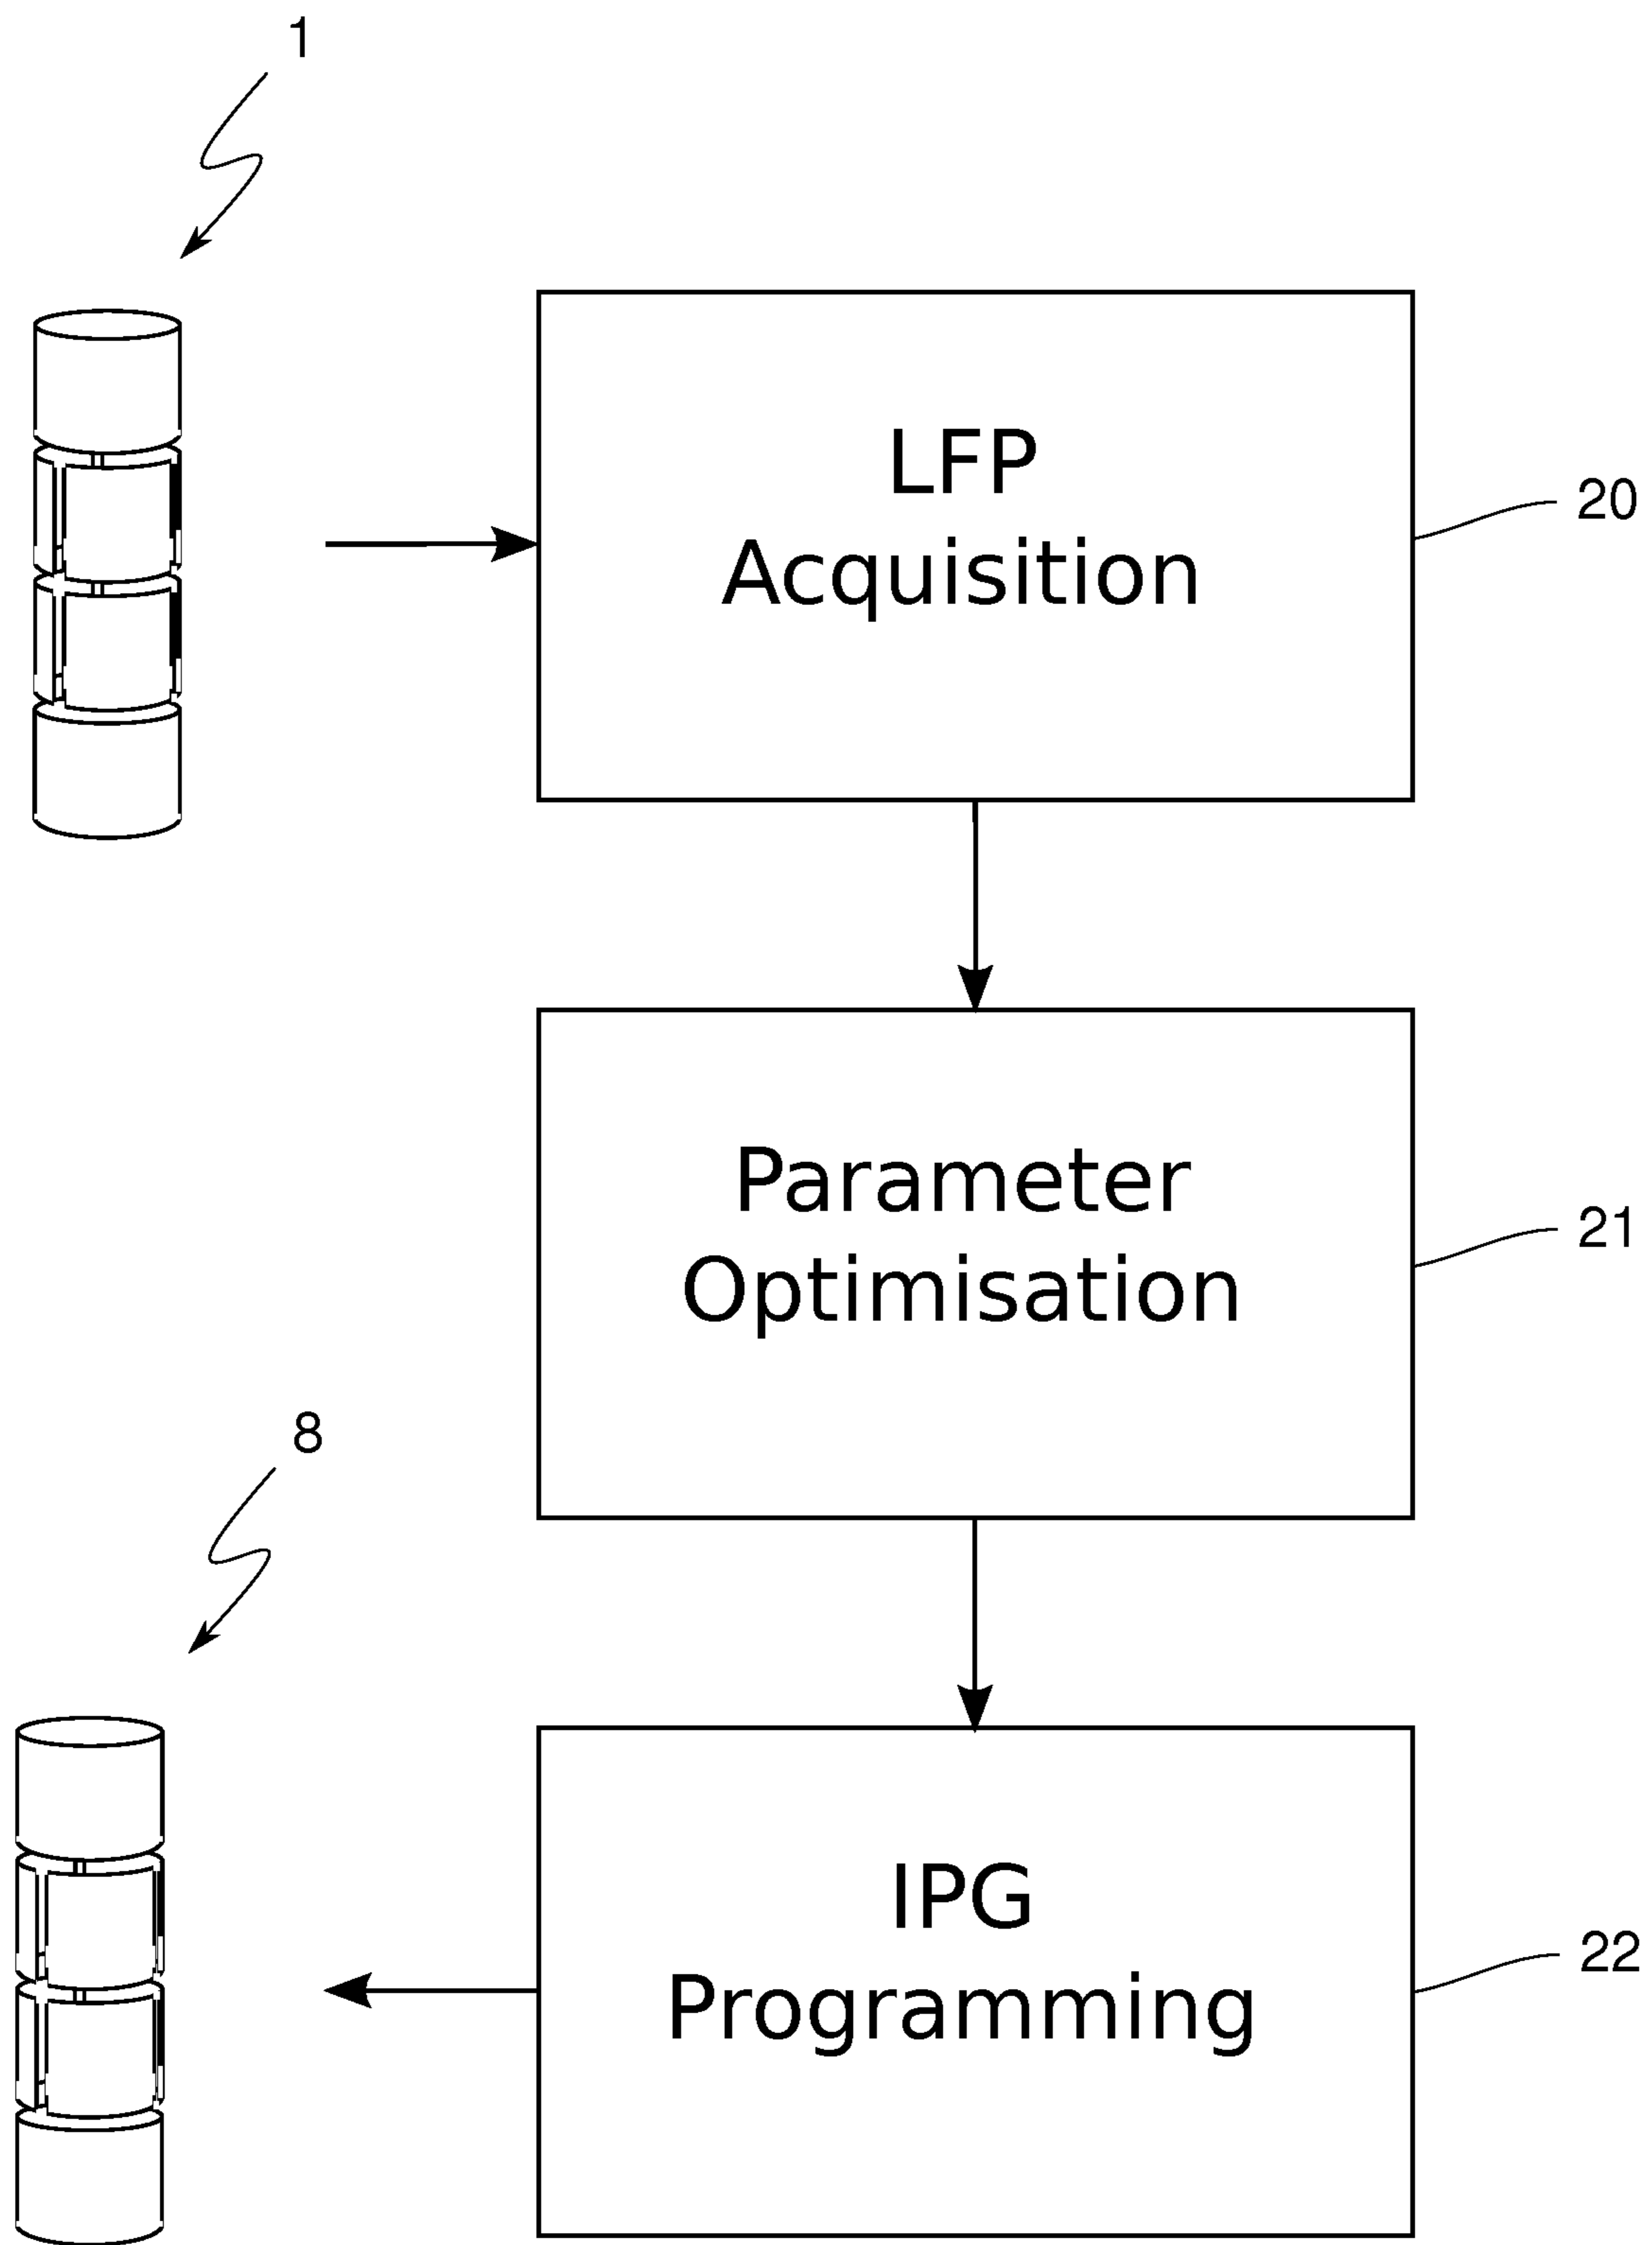 1
LFP
Acquisition
20
Parameter
Optimisation
21
8
IPG
Programming
22